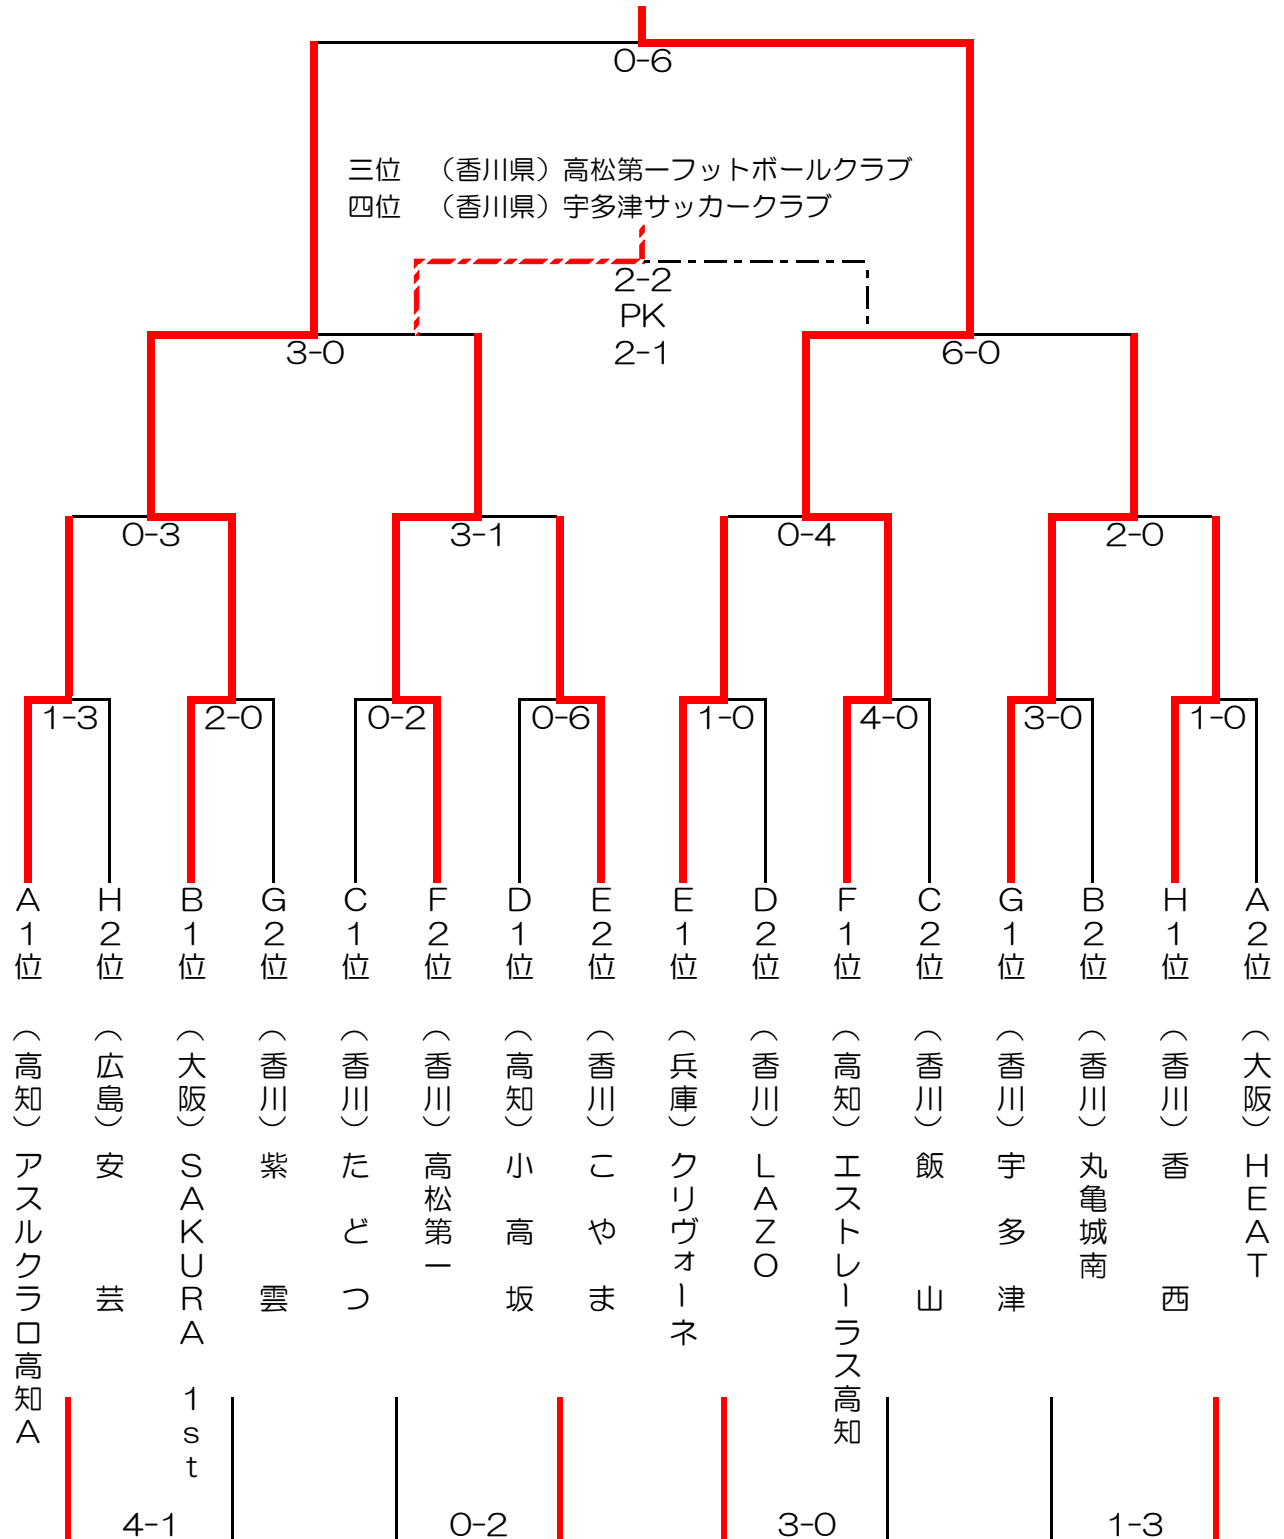 0-6
三位 （香川県）高松第一フットボールクラブ
四位 （香川県）宇多津サッカークラブ
2-2
PK
2-1
3-0
6-0
0-3
3-1
0-4
2-0
1-3
2-0
0-2
0-6
1-0
4-0
3-0
1-0
A1位 （高知）アスルクラロ高知A
H2位 （広島）安芸
B1位 （大阪）SAKURA 1st
G2位 （香川）紫雲
C1位 （香川）たどつ
F2位 （香川）高松第一
D1位 （高知）小高坂
E2位 （香川）こやま
E1位 （兵庫）クリヴォーネ
D2位 （香川）LAZO
F1位 （高知）エストレーラス高知
C2位 （香川）飯山
G1位 （香川）宇多津
B2位 （香川）丸亀城南
H1位 （香川）香西
A2位 （大阪）HEAT
4-1
0-2
3-0
1-3